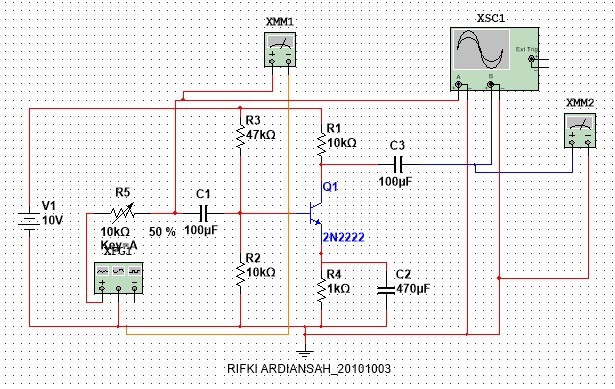 XMM1
XSC1
Ext Trig
A
B
XMM2
R3
47kΩ
R1
10kΩ
C3
100µF
V1
10V
R5
10kΩ
Key=A
50 %
C1
100µF
Q1
2N2222
XFG1
R2
10kΩ
R4
1kΩ
C2
470µF
RIFKI ARDIANSAH_20101003